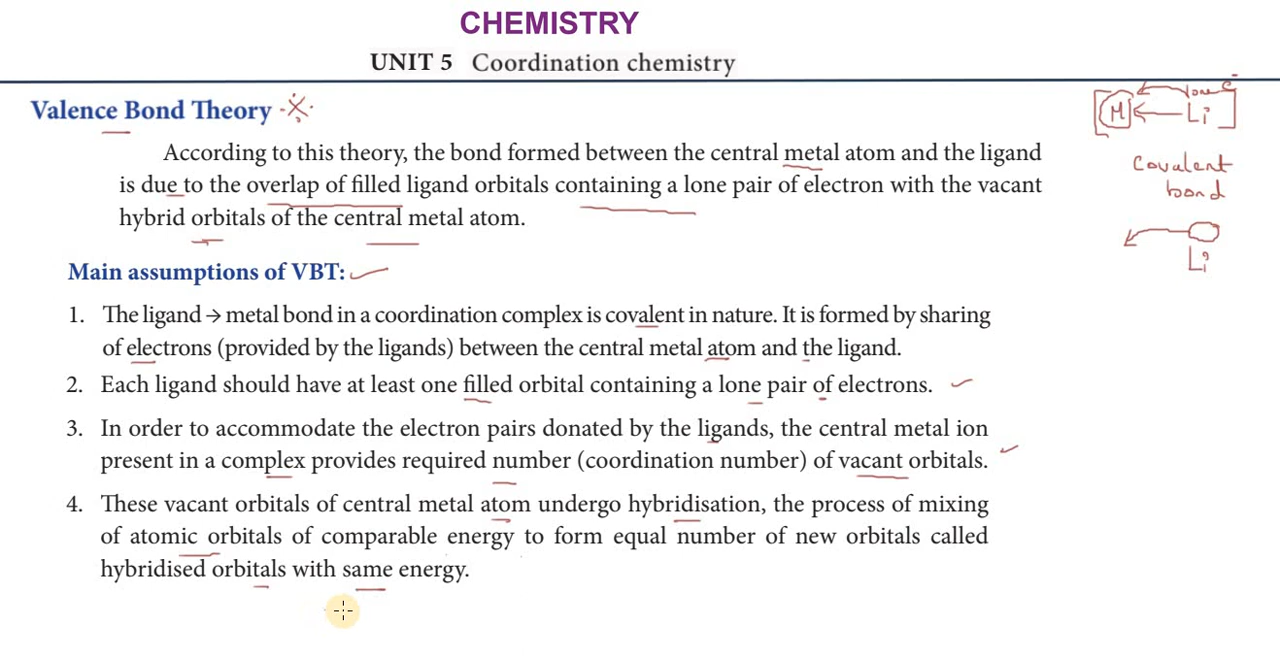 CHEMISTRY
UNIT 5 Coordination chemistry
Valence Bond Theory
According to this theory, the bond formed between the central metal atom and the ligand
is due to the overlap of filled ligand orbitals containing a lone pair of electron with the vacant
hybrid orbitals of the central metal atom.
Main assumptions of VBT:
1. The ligand → metal bond in a coordination complex is covalent in nature. It is formed by sharing
of electrons (provided by the ligands) between the central metal atom and the ligand.
2. Each ligand should have at least one filled orbital containing a lone pair of electrons.
3. In order to accommodate the electron pairs donated by the ligands, the central metal ion
present in a complex provides required number (coordination number) of vacant orbitals.
4. These vacant orbitals of central metal atom undergo hybridisation, the process of mixing
of atomic orbitals of comparable energy to form equal number of new orbitals called
hybridised orbitals with same energy.
lone e-
[M ← Li]
Covalent
bond
Li